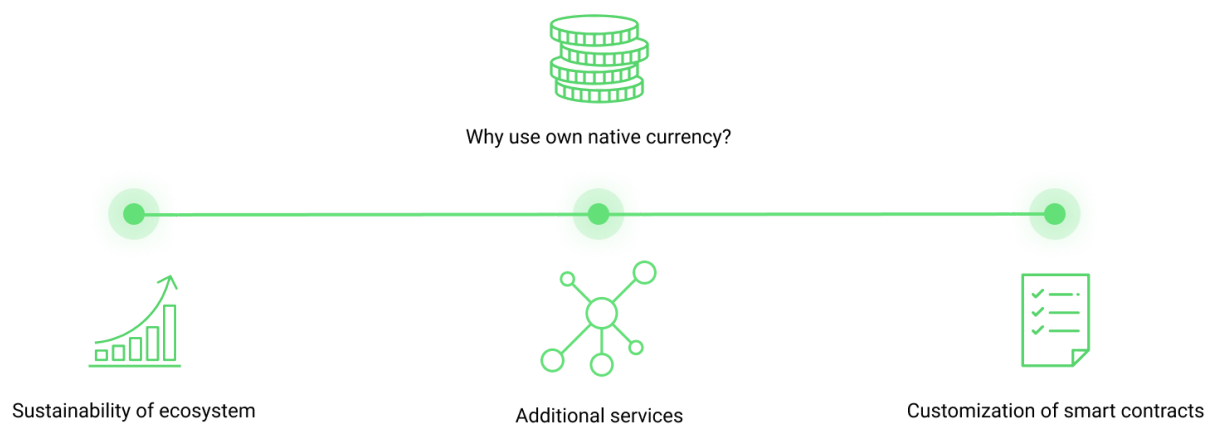 Why use own native currency?
Sustainability of ecosystem
Additional services
Customization of smart contracts